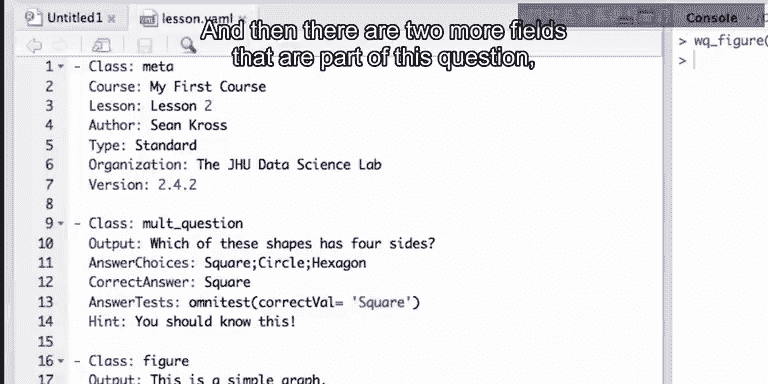 Untitled1
lesson.yaml
Console
And then there are two more fields
that are part of this question,
> wq_figure(
>
1 - Class: meta
2 Course: My First Course
3 Lesson: Lesson 2
4 Author: Sean Kross
5 Type: Standard
6 Organization: The JHU Data Science Lab
7 Version: 2.4.2
8
9 - Class: mult_question
10 Output: Which of these shapes has four sides?
11 AnswerChoices: Square;Circle;Hexagon
12 CorrectAnswer: Square
13 AnswerTests: omnitest(correctVal= 'Square')
14 Hint: You should know this!
15
16 - Class: figure
17 Output: This is a simple graph.